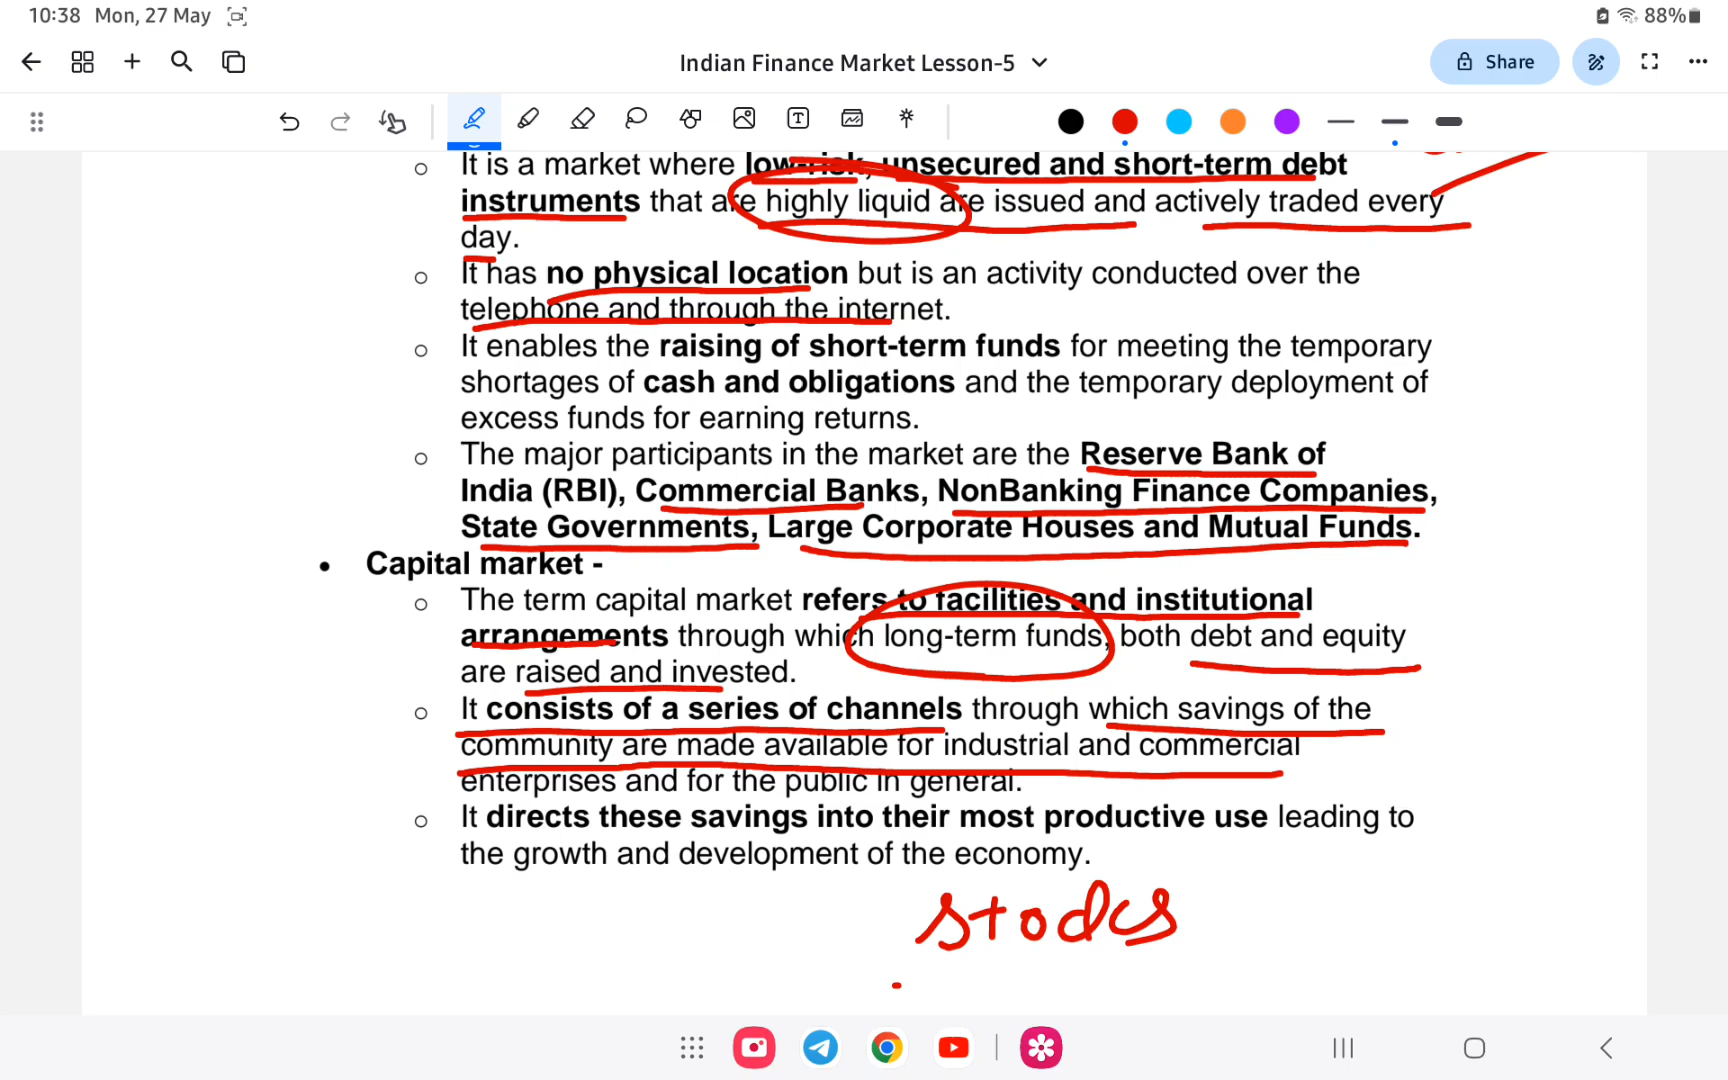 10:38 Mon, 27 May
88%
Indian Finance Market Lesson-5
Share
It is a market where low-risk, unsecured and short-term debt
instruments that are highly liquid are issued and actively traded every
day.
It has no physical location but is an activity conducted over the
telephone and through the internet.
It enables the raising of short-term funds for meeting the temporary
shortages of cash and obligations and the temporary deployment of
excess funds for earning returns.
The major participants in the market are the Reserve Bank of
India (RBI), Commercial Banks, NonBanking Finance Companies,
State Governments, Large Corporate Houses and Mutual Funds.
Capital market -
The term capital market refers to facilities and institutional
arrangements through which long-term funds, both debt and equity
are raised and invested.
It consists of a series of channels through which savings of the
community are made available for industrial and commercial
enterprises and for the public in general.
It directs these savings into their most productive use leading to
the growth and development of the economy.
stocks